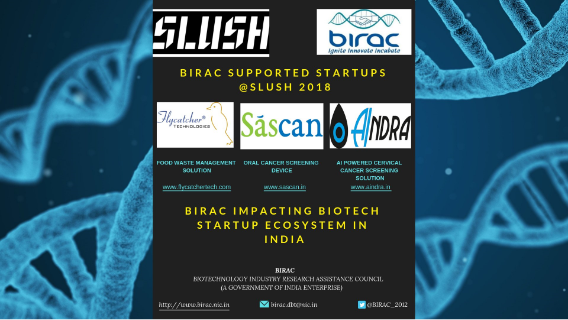 SLUSH
birac
ignite innovate incubate
BIRAC SUPPORTED STARTUPS
@SLUSH 2018
Flycatcher®
TECHNOLOGIES
Sáscan
AINDRA
FOOD WASTE MANAGEMENT
SOLUTION
www.flycatchertech.com
ORAL CANCER SCREENING
DEVICE
www.sascan.in
AI POWERED CERVICAL
CANCER SCREENING
SOLUTION
www.aindra.in
BIRAC IMPACTING BIOTECH
STARTUP ECOSYSTEM IN
INDIA
BIRAC
BIOTECHNOLOGY INDUSTRY RESEARCH ASSISTANCE COUNCIL
(A GOVERNMENT OF INDIA ENTERPRISE)
http://www.birac.nic.in
birac.dbt@nic.in
@BIRAC_2012